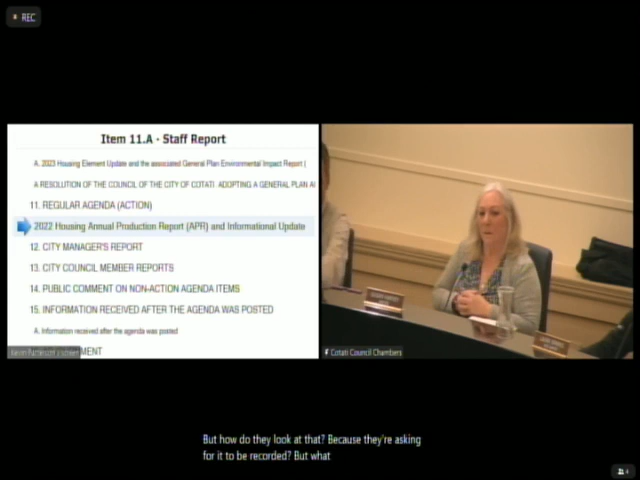 REC
Item 11.A - Staff Report
A. 2023 Housing Element Update and the associated General Plan Environmental Impact Report (
A RESOLUTION OF THE COUNCIL OF THE CITY OF COTATI, ADOPTING A GENERAL PLAN A
11. REGULAR AGENDA (ACTION)
2022 Housing Annual Production Report (APR) and Informational Update
12. CITY MANAGER'S REPORT
13. CITY COUNCIL MEMBER REPORTS
14. PUBLIC COMMENT ON NON-ACTION AGENDA ITEMS
15. INFORMATION RECEIVED AFTER THE AGENDA WAS POSTED
A. Information received after the agenda was posted
MENT
Cotati Council Chambers
But how do they look at that? Because they're asking
for it to be recorded? But what